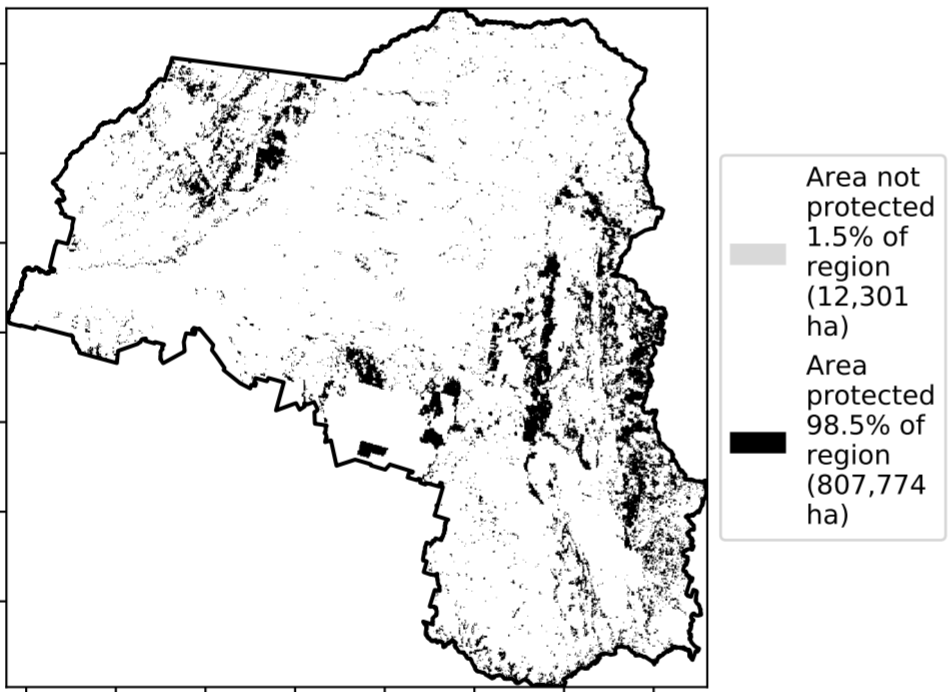 Area not
protected
1.5% of
region
(12,301
ha)
Area
protected
98.5% of
region
(807,774
ha)